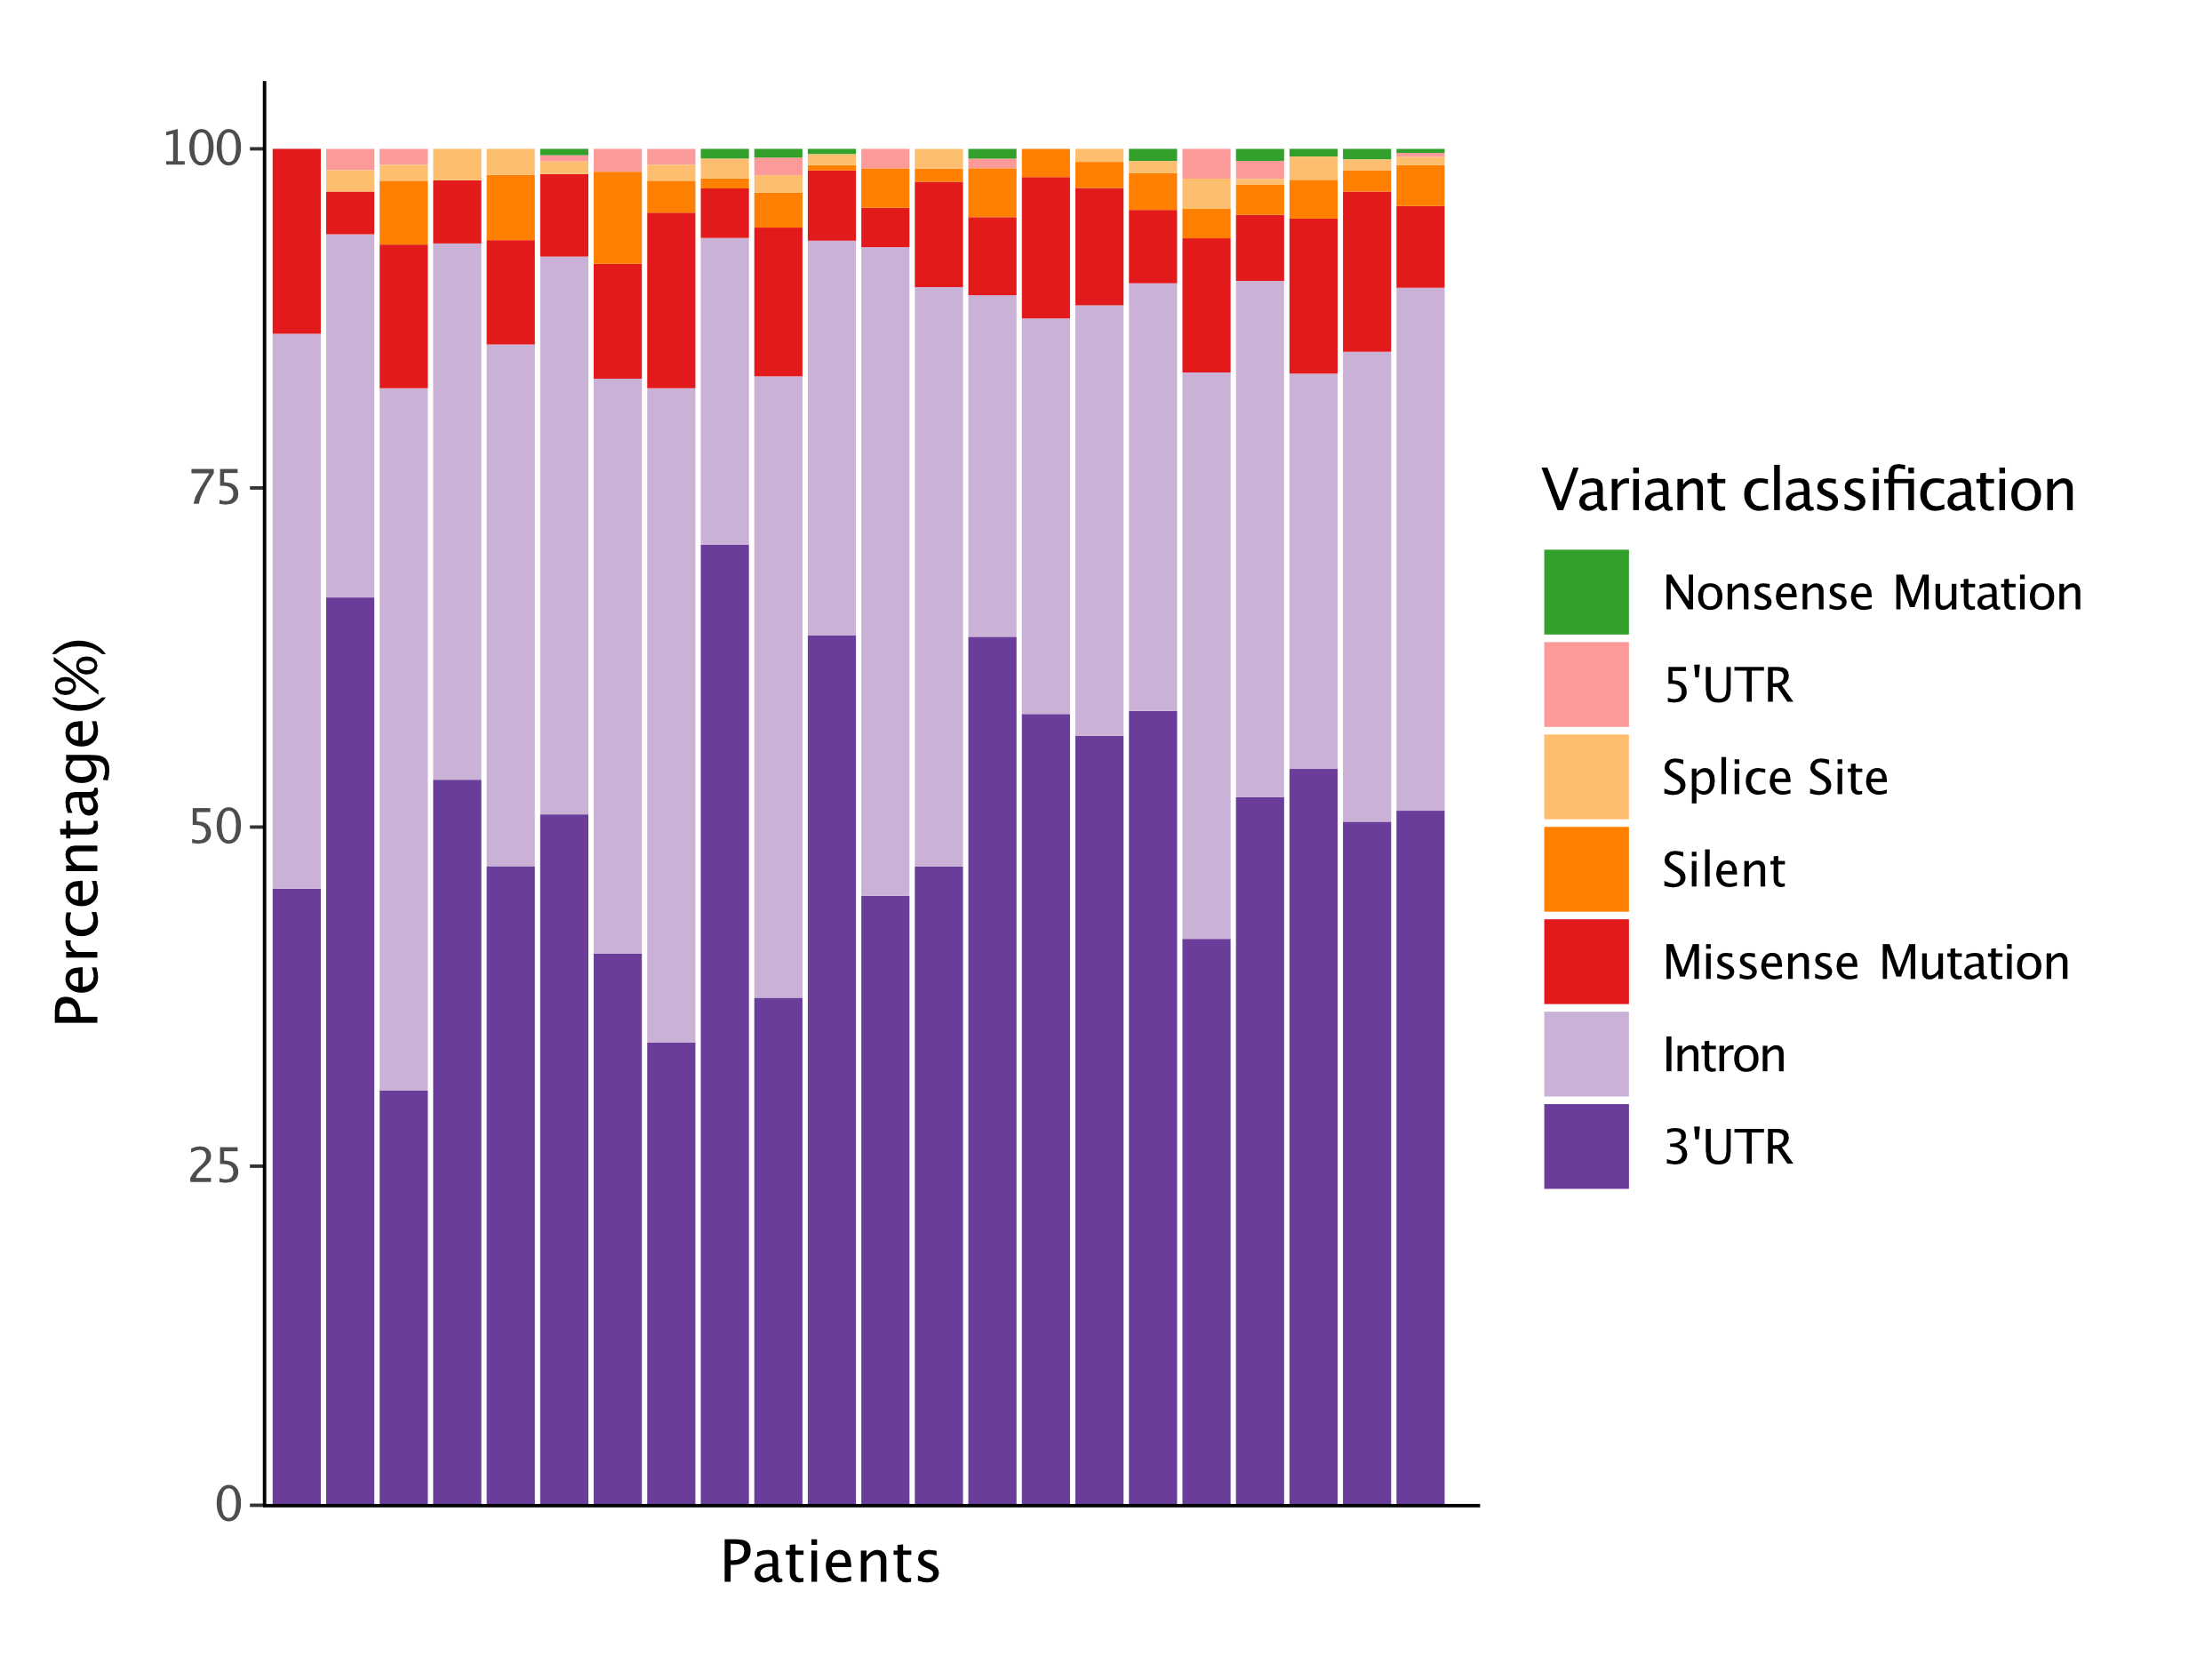 100
75
50
25
0
Percentage(%)
Patients
Variant classification
Nonsense Mutation
5'UTR
Splice Site
Silent
Missense Mutation
Intron
3'UTR